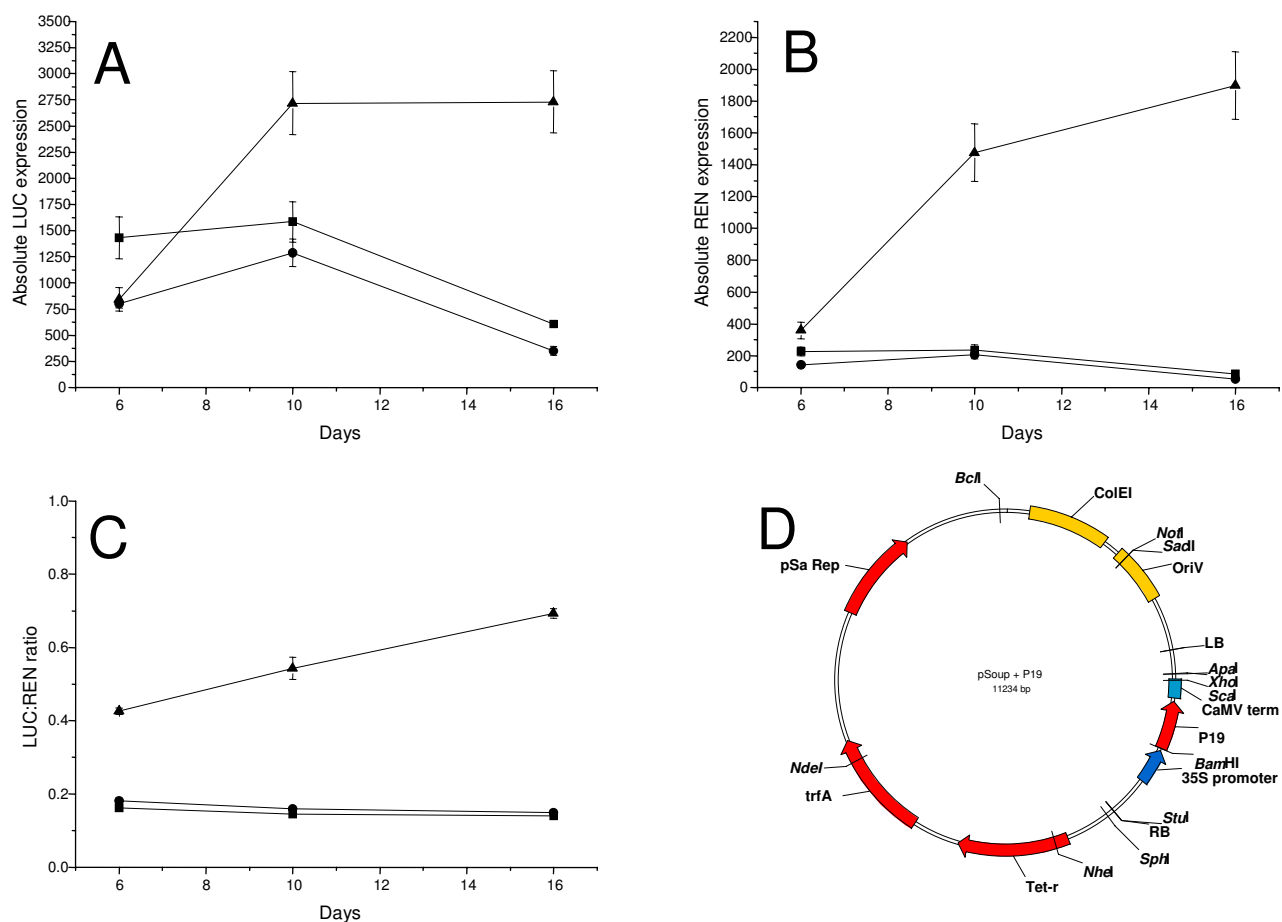 A
Absolute LUC expression
3500
3250
3000
2750
2500
2250
2000
1750
1500
1250
1000
750
500
250
0
6
8
10
12
14
16
Days
B
Absolute REN expression
2200
2000
1800
1600
1400
1200
1000
800
600
400
200
0
6
8
10
12
14
16
Days
C
LUC:REN ratio
1.0
0.8
0.6
0.4
0.2
0.0
6
8
10
12
14
16
Days
D
BclI
ColEI
NotI
SacII
OriV
pSa Rep
LB
ApaI
XhoI
ScaI
CaMV term
P19
BamHI
35S promoter
StuI
RB
SphI
NheI
Tet-r
trfA
NdeI
pSoup + P19
11234 bp